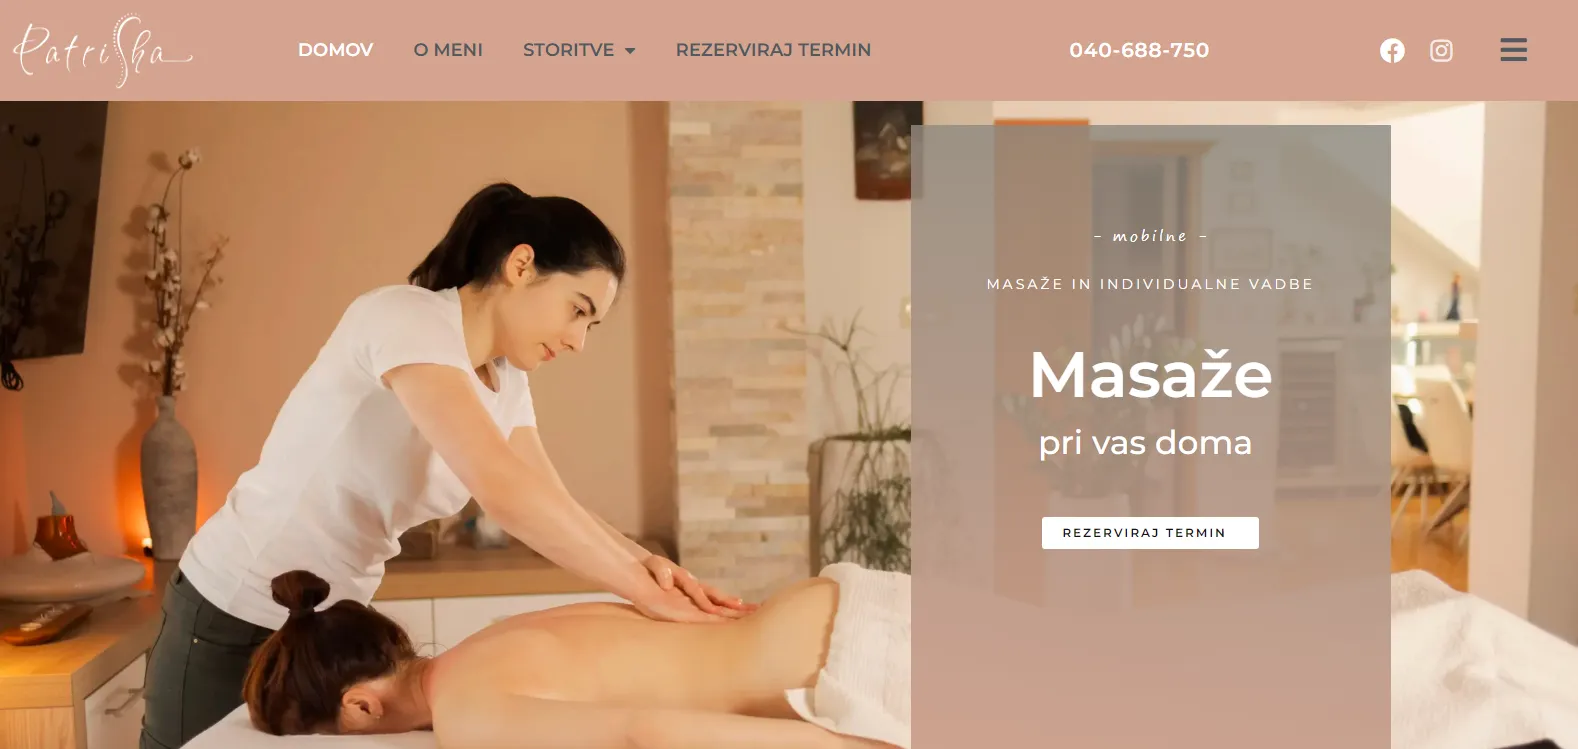 PatriSha
DOMOV
O MENI
STORITVE
REZERVIRAJ TERMIN
040-688-750
- mobilne -
MASAŽE IN INDIVIDUALNE VADBE
Masaže
pri vas doma
REZERVIRAJ TERMIN